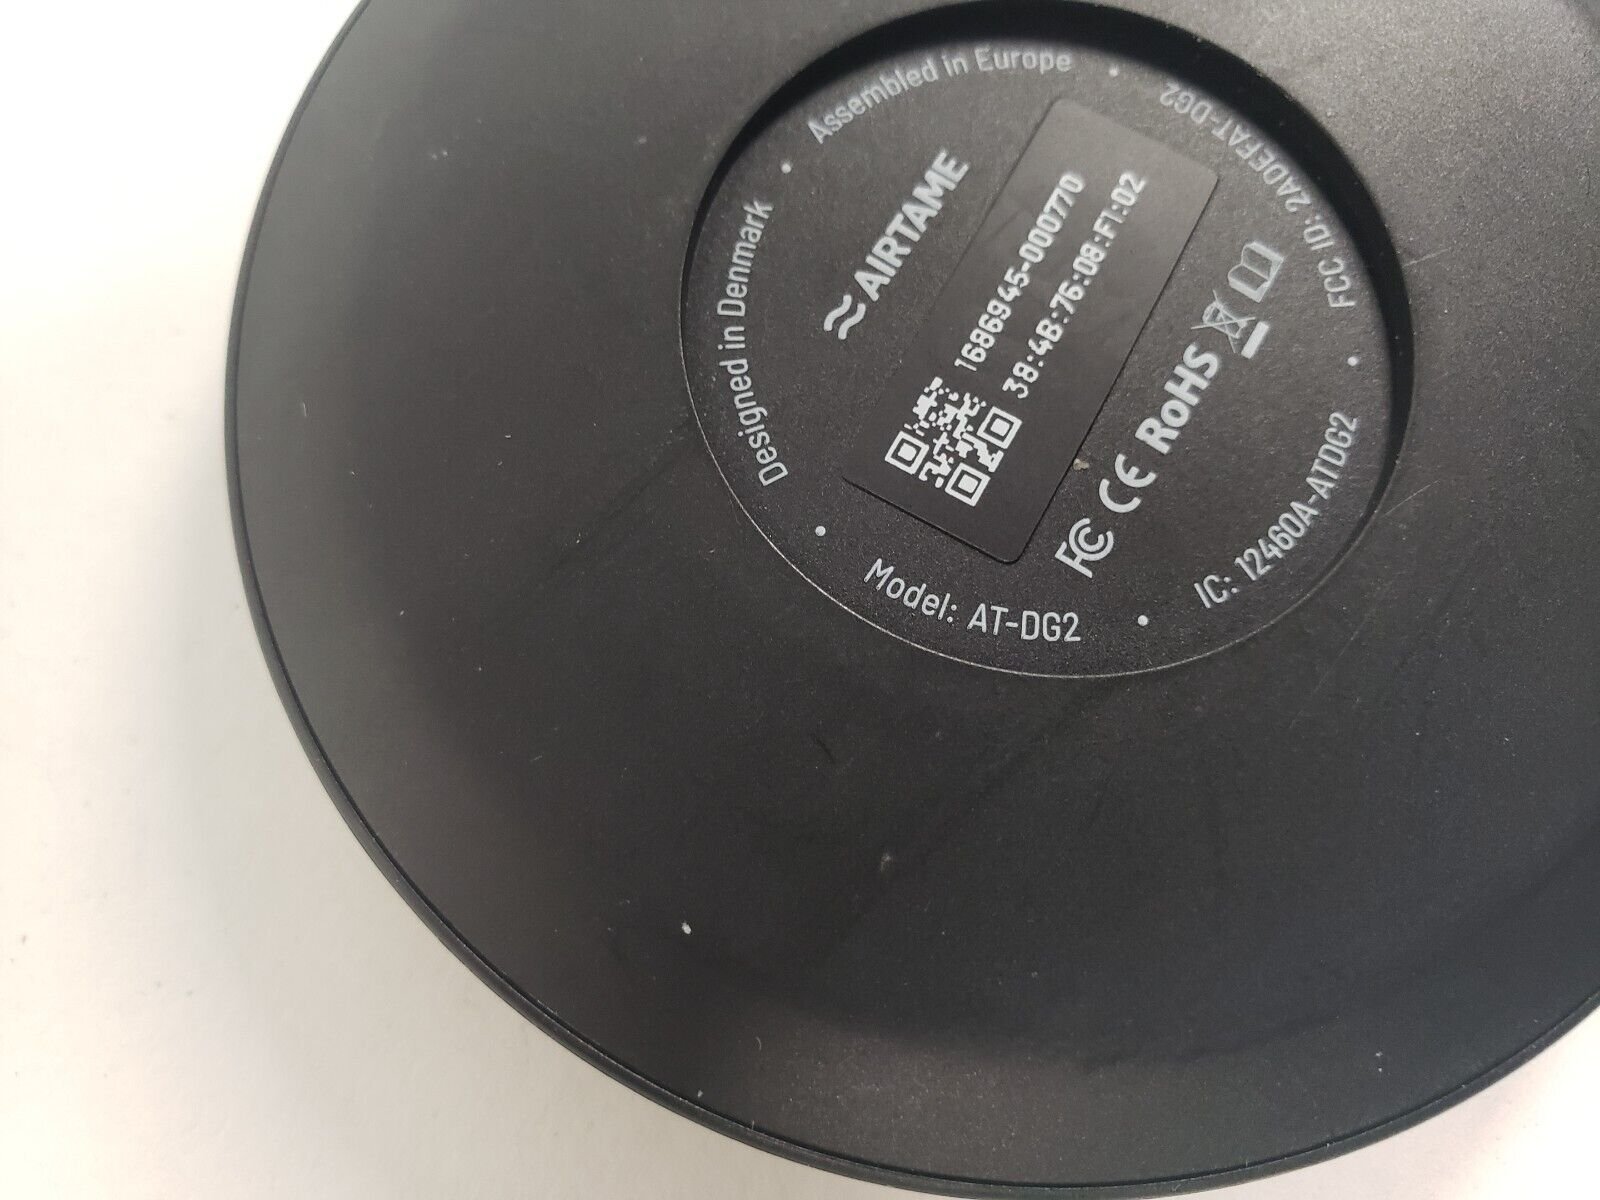 Designed in Denmark • Assembled in Europe •
FCC ID: 2ADEFAT-DG2
AIRTAME
1686945-000770
38:4B:76:08:F1:02
FC CE RoHS
IC: 12460A-ATDG2
Model: AT-DG2